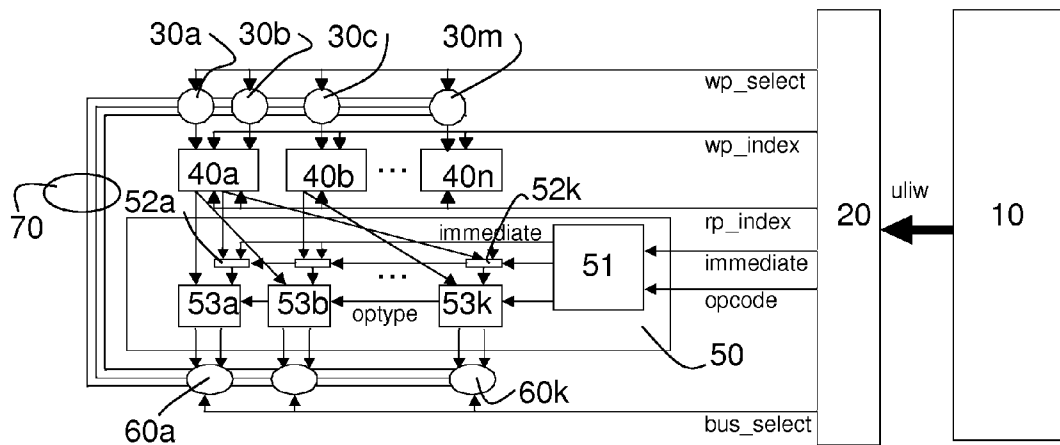 30a 30b 30c 30m
wp_select
wp_index
40a 40b ... 40n
70
52a 52k
uliw
20 10
rp_index
immediate
immediate
51
...
53a 53b 53k
optype
opcode
50
60a 60k
bus_select